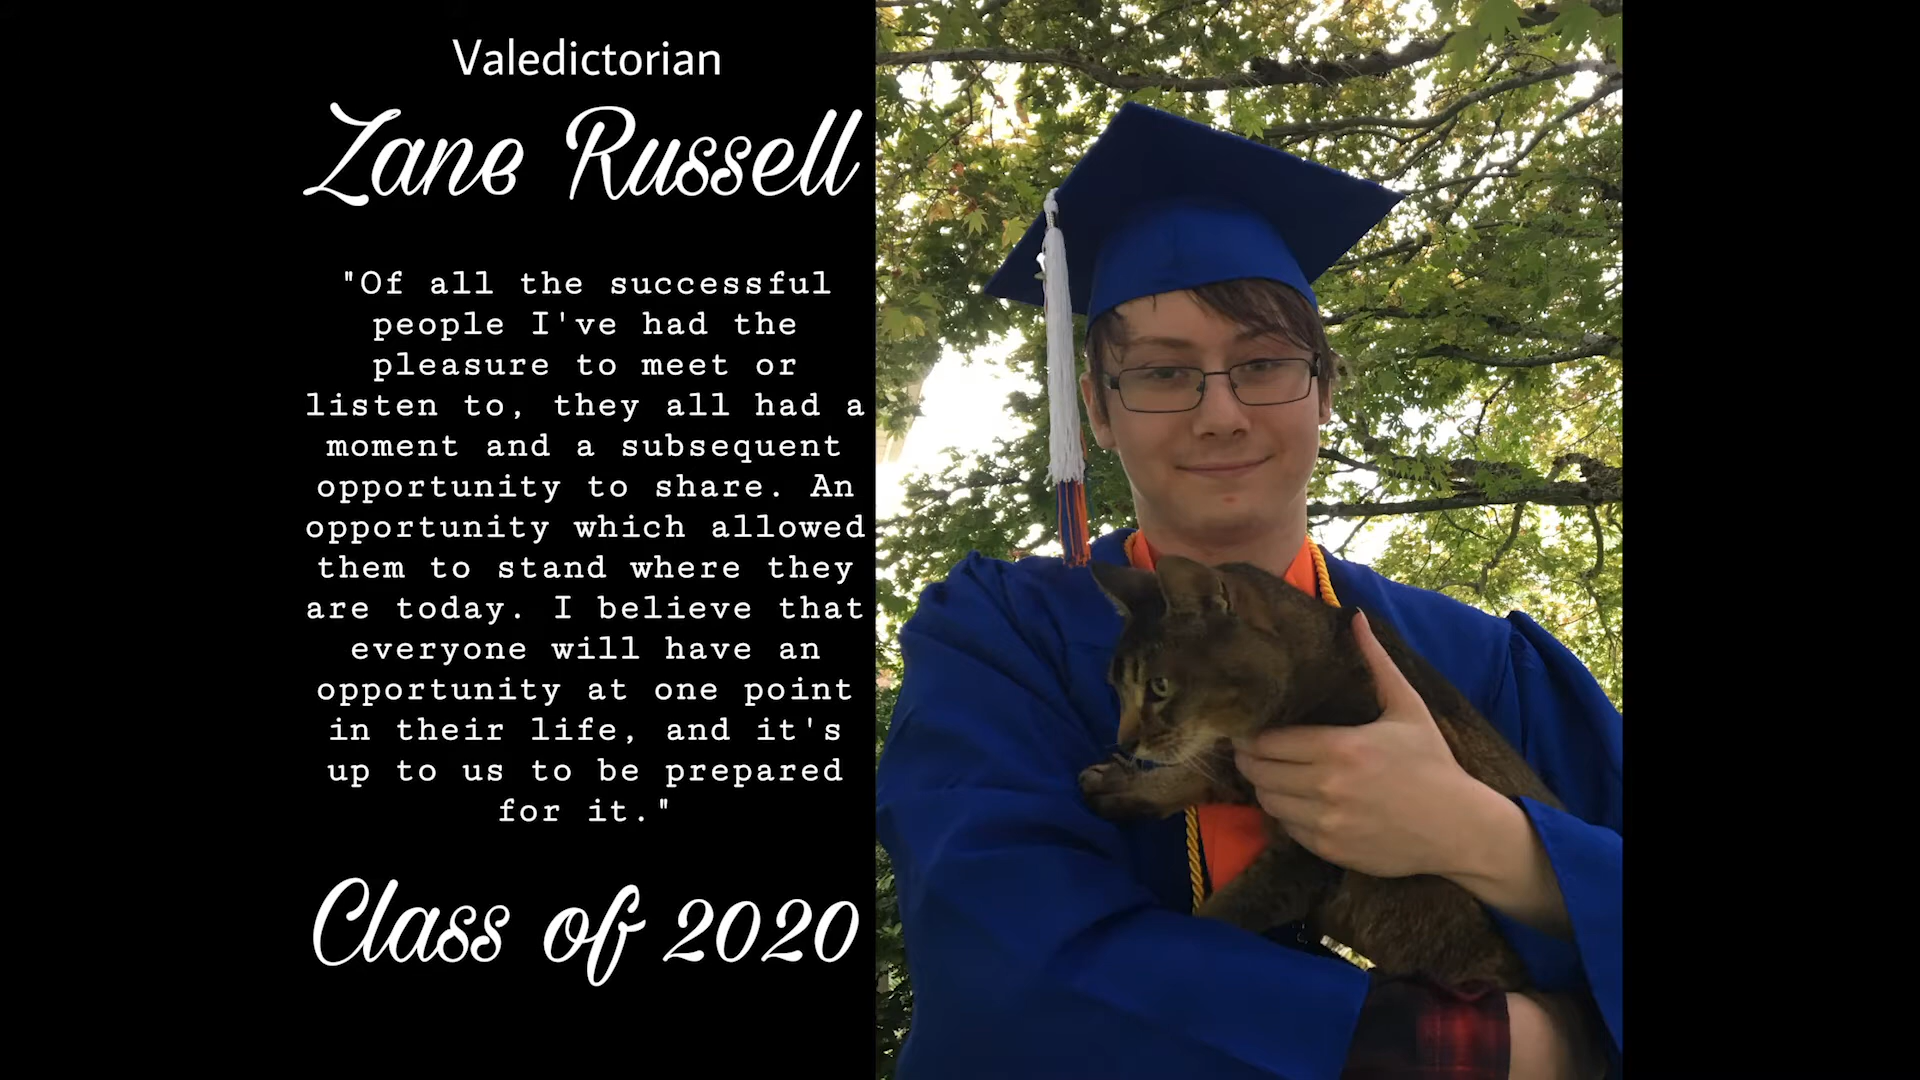 Valedictorian
Zane Russell
"Of all the successful
people I've had the
pleasure to meet or
listen to, they all had a
moment and a subsequent
opportunity to share. An
opportunity which allowed
them to stand where they
are today. I believe that
everyone will have an
opportunity at one point
in their life, and it's
up to us to be prepared
for it."
Class of 2020